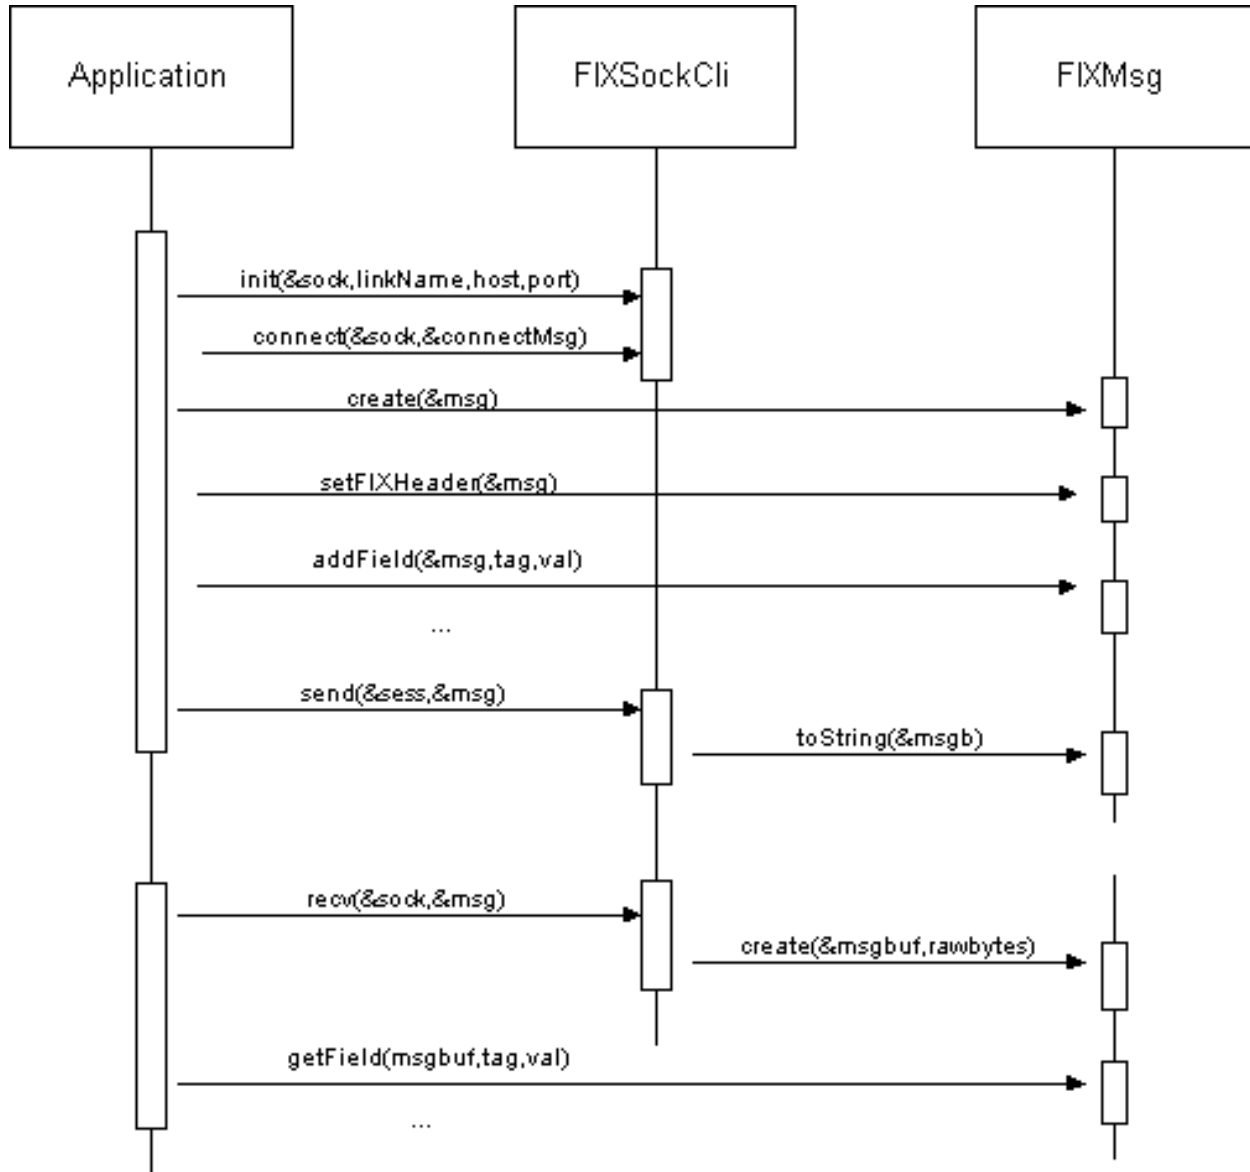 Application
FIXSockCli
FIXMsg
init(&sock,linkName,host,port)
connect(&sock,&connectMsg)
create(&msg)
setFIXHeader(&msg)
addField(&msg,tag,val)
...
send(&sess,&msg)
toString(&msgb)
recv(&sock,&msg)
create(&msgbuf,rawbytes)
getField(msgbuf,tag,val)
...